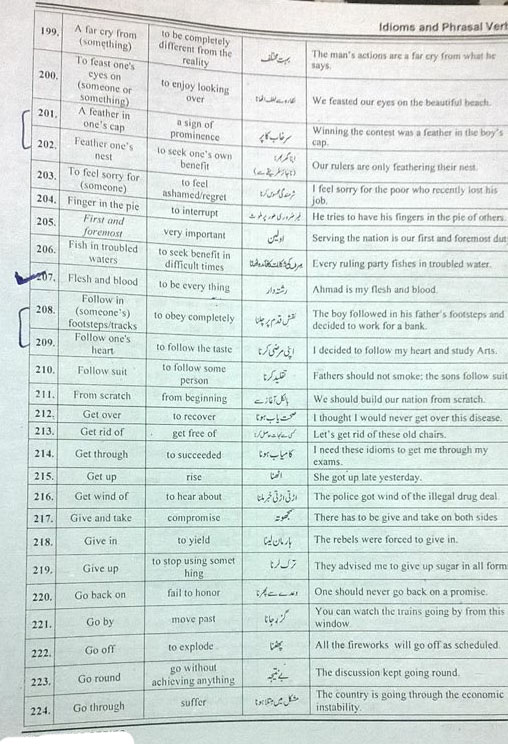 Idioms and Phrasal Verb
199.
A far cry from
(something)
to be completely
different from the
reality
بہت مختلف
The man's actions are a far cry from what he
says.
200.
To feast one's
eyes on
(someone or
something)
to enjoy looking
over
We feasted our eyes on the beautiful beach.
201.
A feather in
one's cap
a sign of
prominence
سرخاب کا پر
Winning the contest was a feather in the boy's
cap.
202.
Feather one's
nest
to seek one's own
benefit
اپنا گھر بھرنا
(ناجائز طریقے سے)
Our rulers are only feathering their nest.
203.
To feel sorry for
(someone)
to feel
ashamed/regret
شرمندگی محسوس کرنا
I feel sorry for the poor who recently lost his
job.
204.
Finger in the pie
to interrupt
غیر ضروری طور پر ملوث
He tries to have his fingers in the pie of others.
205.
First and
foremost
very important
اولین
Serving the nation is our first and foremost dut
206.
Fish in troubled
waters
to seek benefit in
difficult times
Every ruling party fishes in troubled water.
207.
Flesh and blood
to be every thing
رشتہ دار
Ahmad is my flesh and blood.
208.
Follow in
(someone's)
footsteps/tracks
to obey completely
نقش قدم پر چلنا
The boy followed in his father's footsteps and
decided to work for a bank.
209.
Follow one's
heart
to follow the taste
اپنی مرضی کرنا
I decided to follow my heart and study Arts.
210.
Follow suit
to follow some
person
تقلید کرنا
Fathers should not smoke; the sons follow suit
211.
From scratch
from beginning
بالکل آغاز سے
We should build our nation from scratch.
212.
Get over
to recover
صحت یاب ہونا
I thought I would never get over this disease.
213.
Get rid of
get free of
کسی سے نجات حاصل کرنا
Let's get rid of these old chairs.
214.
Get through
to succeeded
کامیاب ہونا
I need these idioms to get me through my
exams.
215.
Get up
rise
اٹھنا
She got up late yesterday.
216.
Get wind of
to hear about
اڑتی اڑتی خبر ملنا
The police got wind of the illegal drug deal.
217.
Give and take
compromise
سمجھوتہ
There has to be give and take on both sides
218.
Give in
to yield
ہار مان لینا
The rebels were forced to give in.
219.
Give up
to stop using somet
hing
ترک کرنا
They advised me to give up sugar in all form
220.
Go back on
fail to honor
وعدے سے پھرنا
One should never go back on a promise.
221.
Go by
move past
گزر جانا
You can watch the trains going by from this
window.
222.
Go off
to explode
پھٹنا
All the fireworks will go off as scheduled.
223.
Go round
go without
achieving anything
بے نتیجہ
The discussion kept going round.
224.
Go through
suffer
مشکل میں مبتلا ہونا
The country is going through the economic
instability.